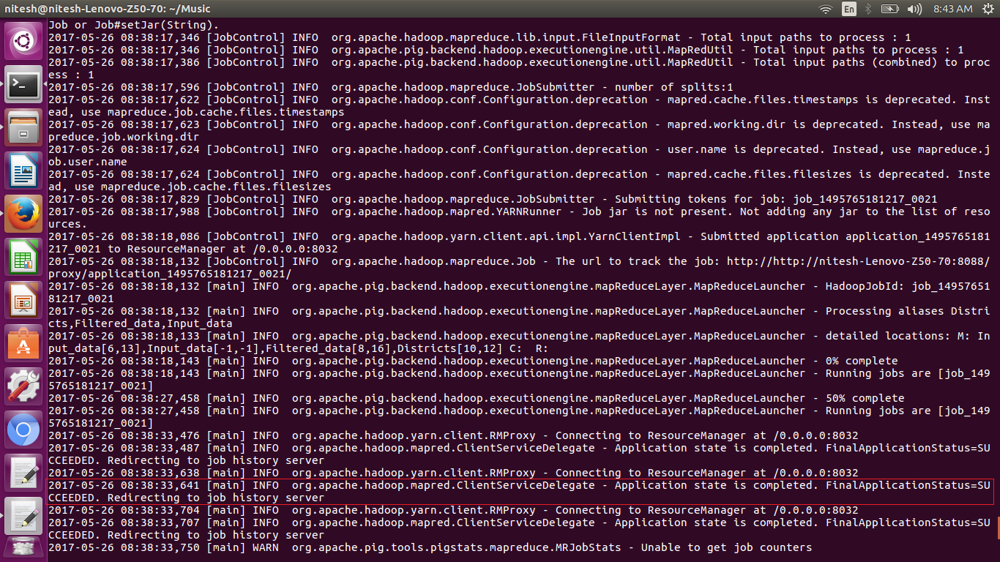 nitesh@nitesh-Lenovo-Z50-70: ~/Music
En
8:43 AM
Job or Job#setJar(String).
2017-05-26 08:38:17,346 [JobControl] INFO  org.apache.hadoop.mapreduce.lib.input.FileInputFormat - Total input paths to process : 1
2017-05-26 08:38:17,346 [JobControl] INFO  org.apache.pig.backend.hadoop.executionengine.util.MapRedUtil - Total input paths to process : 1
2017-05-26 08:38:17,386 [JobControl] INFO  org.apache.pig.backend.hadoop.executionengine.util.MapRedUtil - Total input paths (combined) to proc
ess : 1
2017-05-26 08:38:17,596 [JobControl] INFO  org.apache.hadoop.mapreduce.JobSubmitter - number of splits:1
2017-05-26 08:38:17,622 [JobControl] INFO  org.apache.hadoop.conf.Configuration.deprecation - mapred.cache.files.timestamps is deprecated. Inst
ead, use mapreduce.job.cache.files.timestamps
2017-05-26 08:38:17,623 [JobControl] INFO  org.apache.hadoop.conf.Configuration.deprecation - mapred.working.dir is deprecated. Instead, use ma
preduce.job.working.dir
2017-05-26 08:38:17,624 [JobControl] INFO  org.apache.hadoop.conf.Configuration.deprecation - user.name is deprecated. Instead, use mapreduce.j
ob.user.name
2017-05-26 08:38:17,624 [JobControl] INFO  org.apache.hadoop.conf.Configuration.deprecation - mapred.cache.files.filesizes is deprecated. Inste
ad, use mapreduce.job.cache.files.filesizes
2017-05-26 08:38:17,829 [JobControl] INFO  org.apache.hadoop.mapreduce.JobSubmitter - Submitting tokens for job: job_1495765181217_0021
2017-05-26 08:38:17,988 [JobControl] INFO  org.apache.hadoop.mapred.YARNRunner - Job jar is not present. Not adding any jar to the list of reso
urces.
2017-05-26 08:38:18,086 [JobControl] INFO  org.apache.hadoop.yarn.client.api.impl.YarnClientImpl - Submitted application application_1495765181
217_0021 to ResourceManager at /0.0.0.0:8032
2017-05-26 08:38:18,132 [JobControl] INFO  org.apache.hadoop.mapreduce.Job - The url to track the job: http://http://nitesh-Lenovo-Z50-70:8088/
proxy/application_1495765181217_0021/
2017-05-26 08:38:18,132 [main] INFO  org.apache.pig.backend.hadoop.executionengine.mapReduceLayer.MapReduceLauncher - HadoopJobId: job_14957651
81217_0021
2017-05-26 08:38:18,132 [main] INFO  org.apache.pig.backend.hadoop.executionengine.mapReduceLayer.MapReduceLauncher - Processing aliases Distri
cts,Filtered_data,Input_data
2017-05-26 08:38:18,133 [main] INFO  org.apache.pig.backend.hadoop.executionengine.mapReduceLayer.MapReduceLauncher - detailed locations: M: In
put_data[6,13],Input_data[-1,-1],Filtered_data[8,16],Districts[10,12] C:  R:
2017-05-26 08:38:18,143 [main] INFO  org.apache.pig.backend.hadoop.executionengine.mapReduceLayer.MapReduceLauncher - 0% complete
2017-05-26 08:38:18,143 [main] INFO  org.apache.pig.backend.hadoop.executionengine.mapReduceLayer.MapReduceLauncher - Running jobs are [job_149
5765181217_0021]
2017-05-26 08:38:27,458 [main] INFO  org.apache.pig.backend.hadoop.executionengine.mapReduceLayer.MapReduceLauncher - 50% complete
2017-05-26 08:38:27,458 [main] INFO  org.apache.pig.backend.hadoop.executionengine.mapReduceLayer.MapReduceLauncher - Running jobs are [job_149
5765181217_0021]
2017-05-26 08:38:33,476 [main] INFO  org.apache.hadoop.yarn.client.RMProxy - Connecting to ResourceManager at /0.0.0.0:8032
2017-05-26 08:38:33,487 [main] INFO  org.apache.hadoop.mapred.ClientServiceDelegate - Application state is completed. FinalApplicationStatus=SU
CCEEDED. Redirecting to job history server
2017-05-26 08:38:33,638 [main] INFO  org.apache.hadoop.yarn.client.RMProxy - Connecting to ResourceManager at /0.0.0.0:8032
2017-05-26 08:38:33,641 [main] INFO  org.apache.hadoop.mapred.ClientServiceDelegate - Application state is completed. FinalApplicationStatus=SU
CCEEDED. Redirecting to job history server
2017-05-26 08:38:33,704 [main] INFO  org.apache.hadoop.yarn.client.RMProxy - Connecting to ResourceManager at /0.0.0.0:8032
2017-05-26 08:38:33,707 [main] INFO  org.apache.hadoop.mapred.ClientServiceDelegate - Application state is completed. FinalApplicationStatus=SU
CCEEDED. Redirecting to job history server
2017-05-26 08:38:33,750 [main] WARN  org.apache.pig.tools.pigstats.mapreduce.MRJobStats - Unable to get job counters